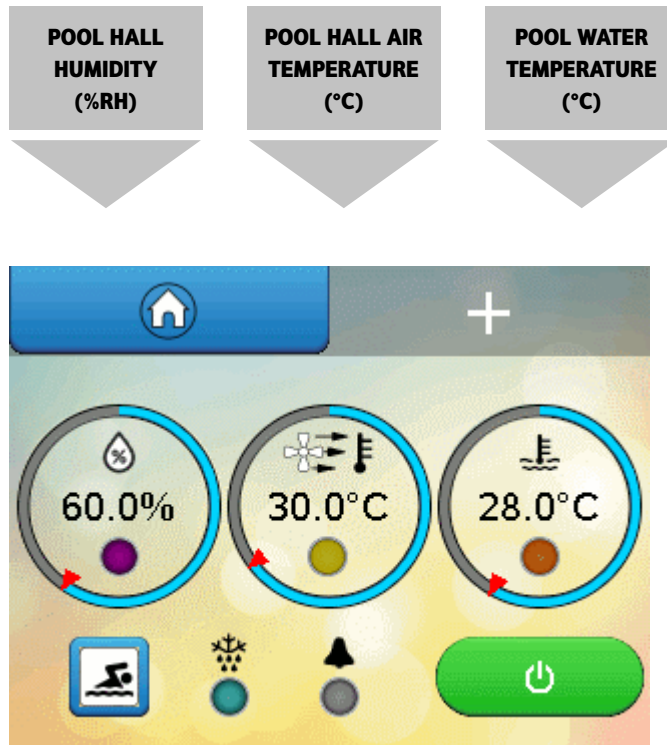 POOL HALL
HUMIDITY
(%RH)
POOL HALL AIR
TEMPERATURE
(°C)
POOL WATER
TEMPERATURE
(°C)
%
60.0%
30.0°C
28.0°C